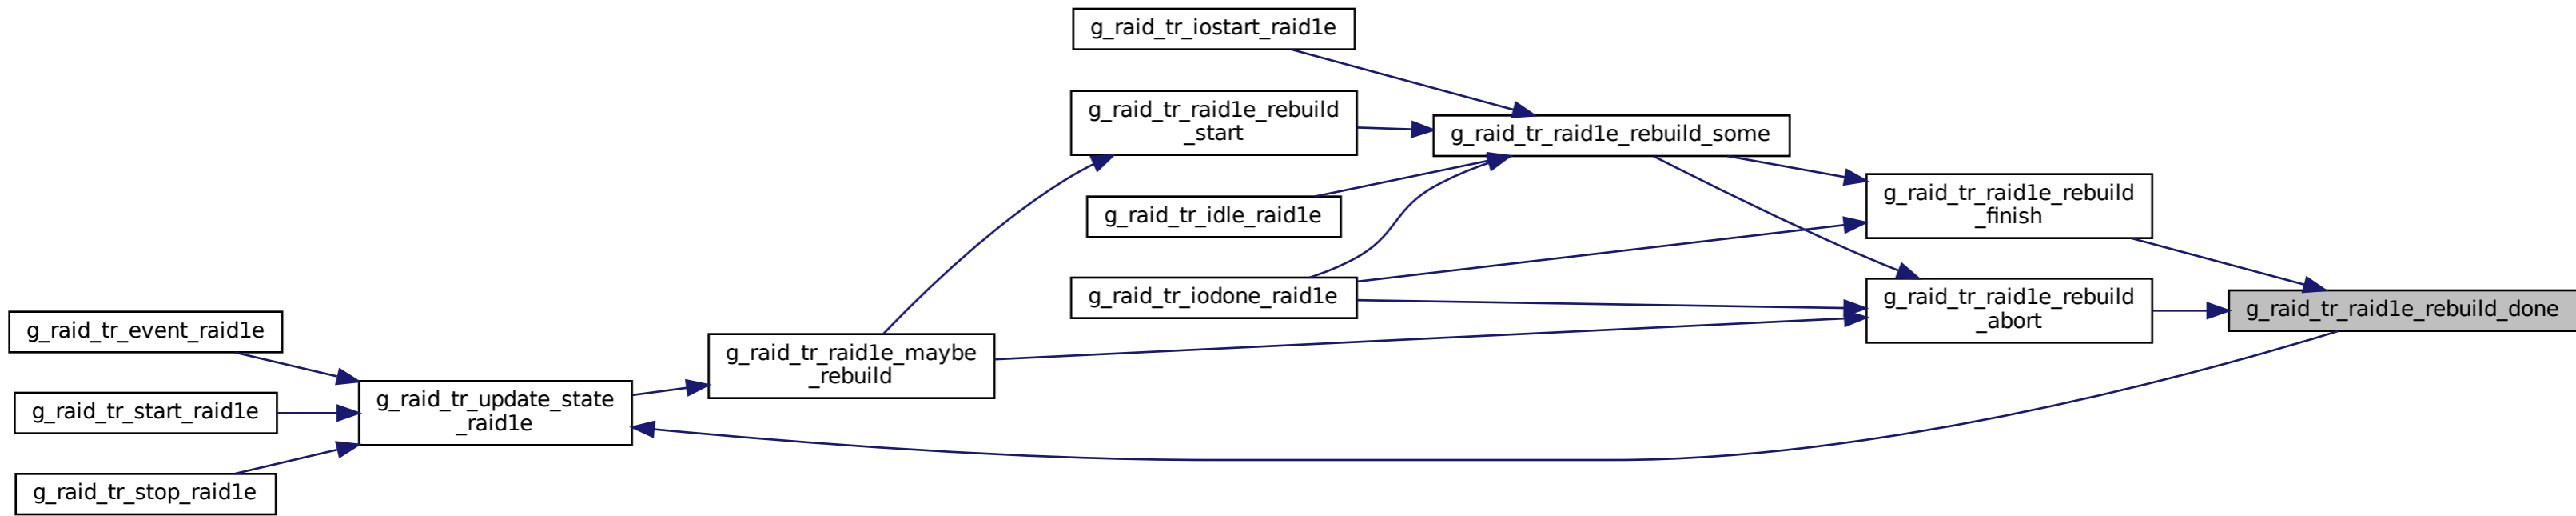 g_raid_tr_iostart_raid1e
g_raid_tr_raid1e_rebuild
_start
g_raid_tr_raid1e_rebuild_some
g_raid_tr_raid1e_rebuild
_finish
g_raid_tr_idle_raid1e
g_raid_tr_iodone_raid1e
g_raid_tr_raid1e_rebuild
_abort
g_raid_tr_raid1e_rebuild_done
g_raid_tr_event_raid1e
g_raid_tr_raid1e_maybe
_rebuild
g_raid_tr_start_raid1e
g_raid_tr_update_state
_raid1e
g_raid_tr_stop_raid1e